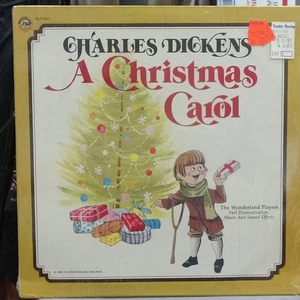 CHARLES DICKENS
A Christmas
Carol
The Wonderland Players
Full Dramatization
Music And Sound Effects